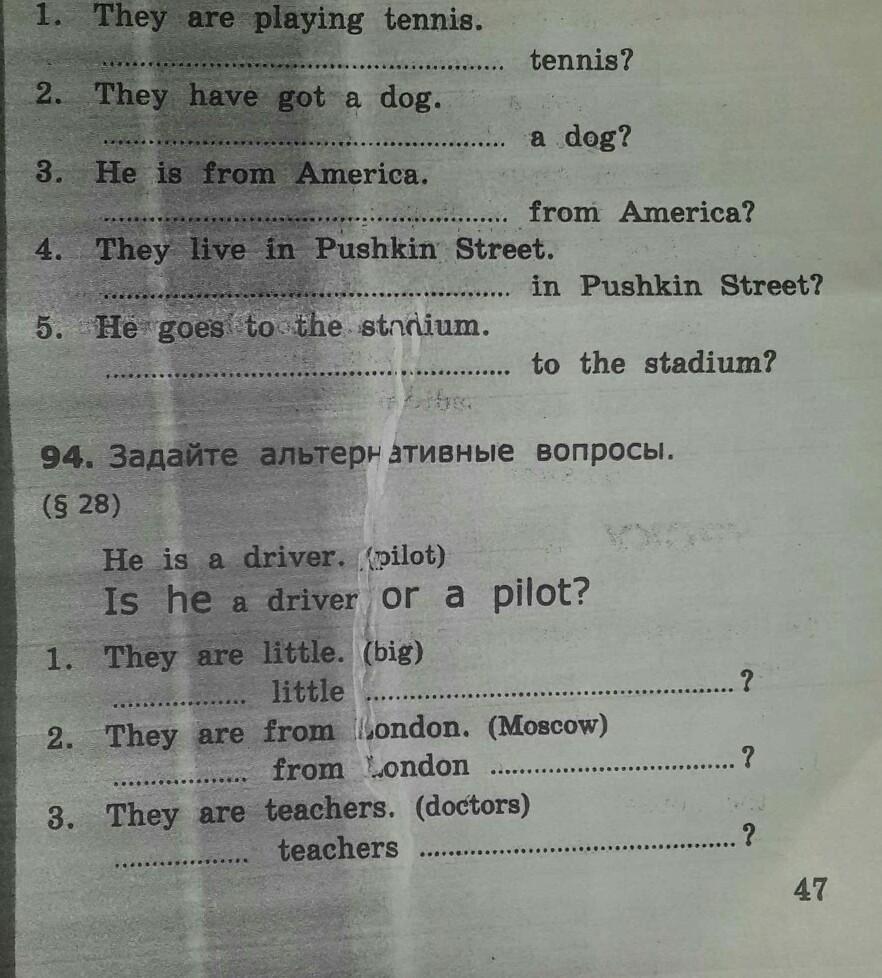 1. They are playing tennis.
.................................................. tennis?
2. They have got a dog.
.................................................. a dog?
3. He is from America.
.................................................. from America?
4. They live in Pushkin Street.
.................................................. in Pushkin Street?
5. He goes to the stadium.
.................................................. to the stadium?
94. Задайте альтернативные вопросы.
(§ 28)
He is a driver. (pilot)
Is he a driver or a pilot?
1. They are little. (big)
.................. little ..................................................?
2. They are from London. (Moscow)
.................. from London ...................................?
3. They are teachers. (doctors)
.................. teachers ............................................?
47